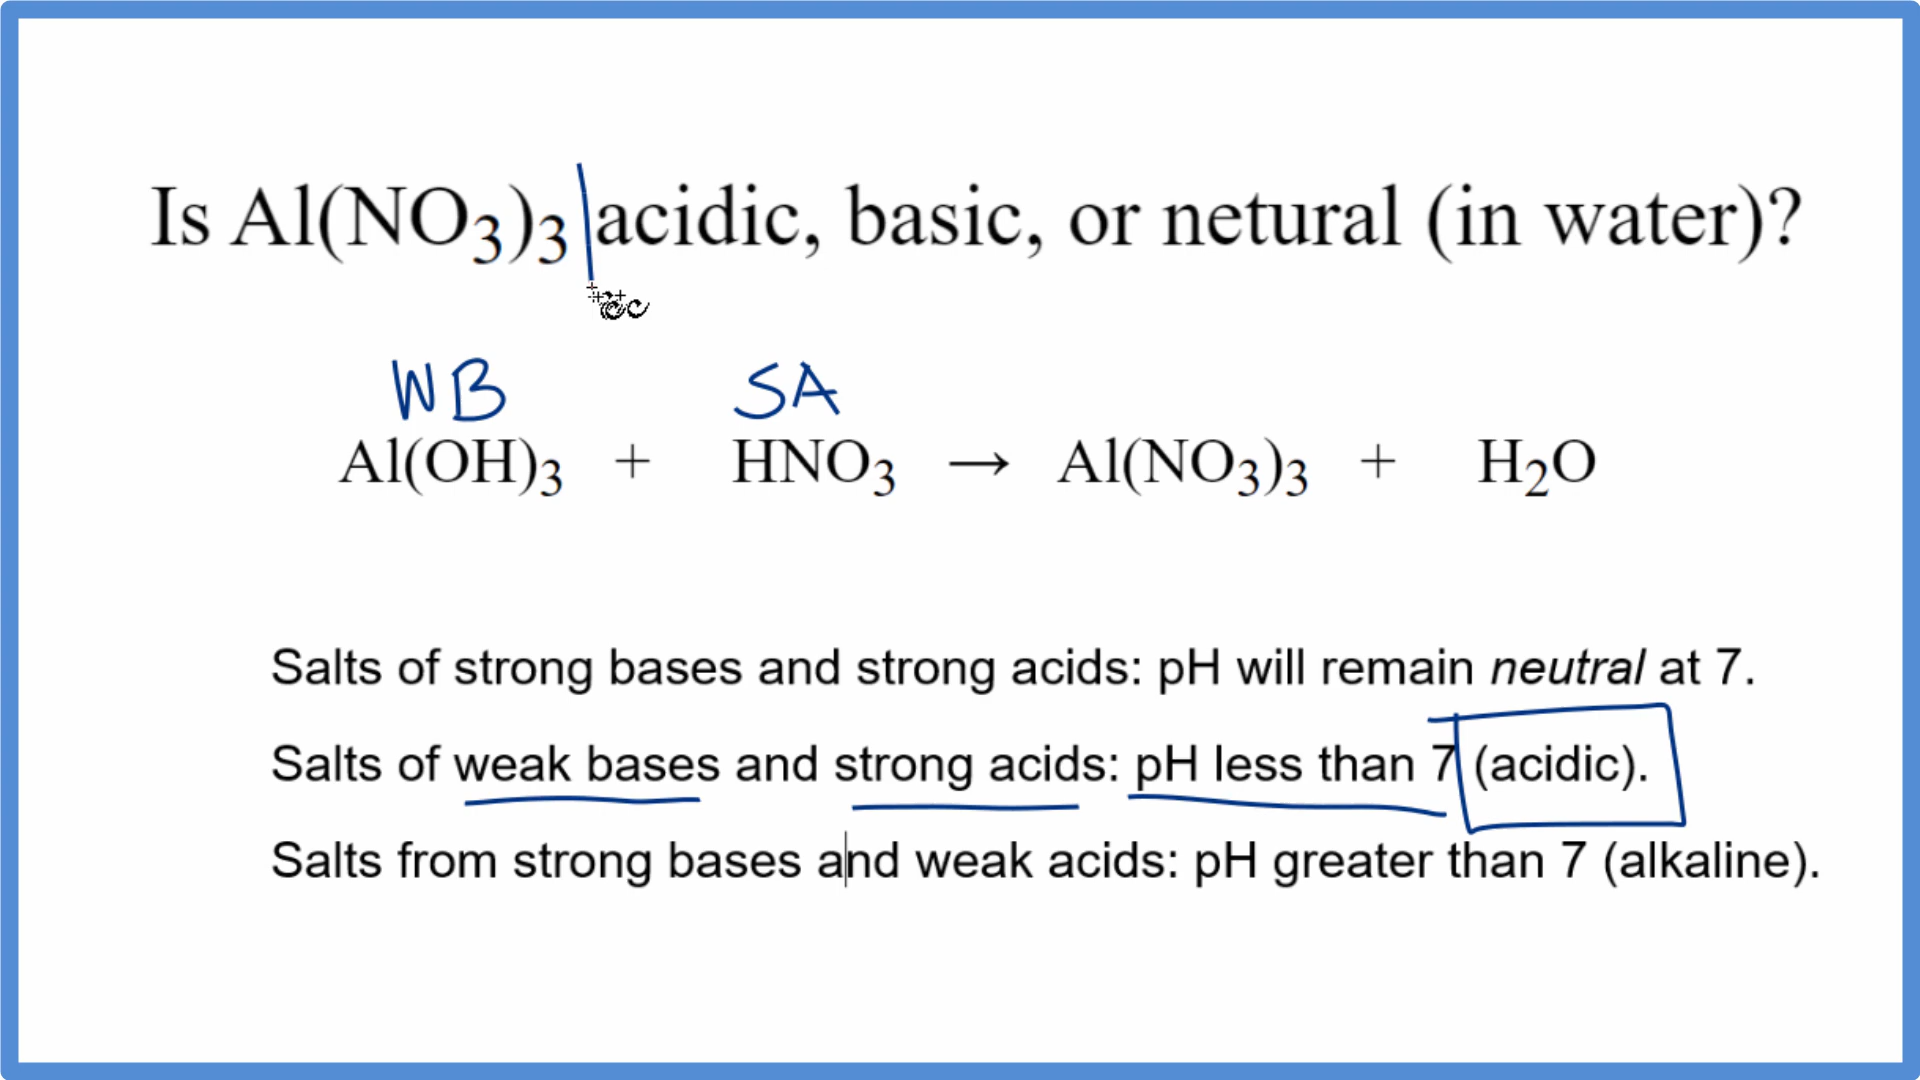 Is Al(NO3)3 acidic, basic, or netural (in water)?
WB SA
Al(OH)3 + HNO3 → Al(NO3)3 + H2O
Salts of strong bases and strong acids: pH will remain neutral at 7.
Salts of weak bases and strong acids: pH less than 7 (acidic).
Salts from strong bases and weak acids: pH greater than 7 (alkaline).